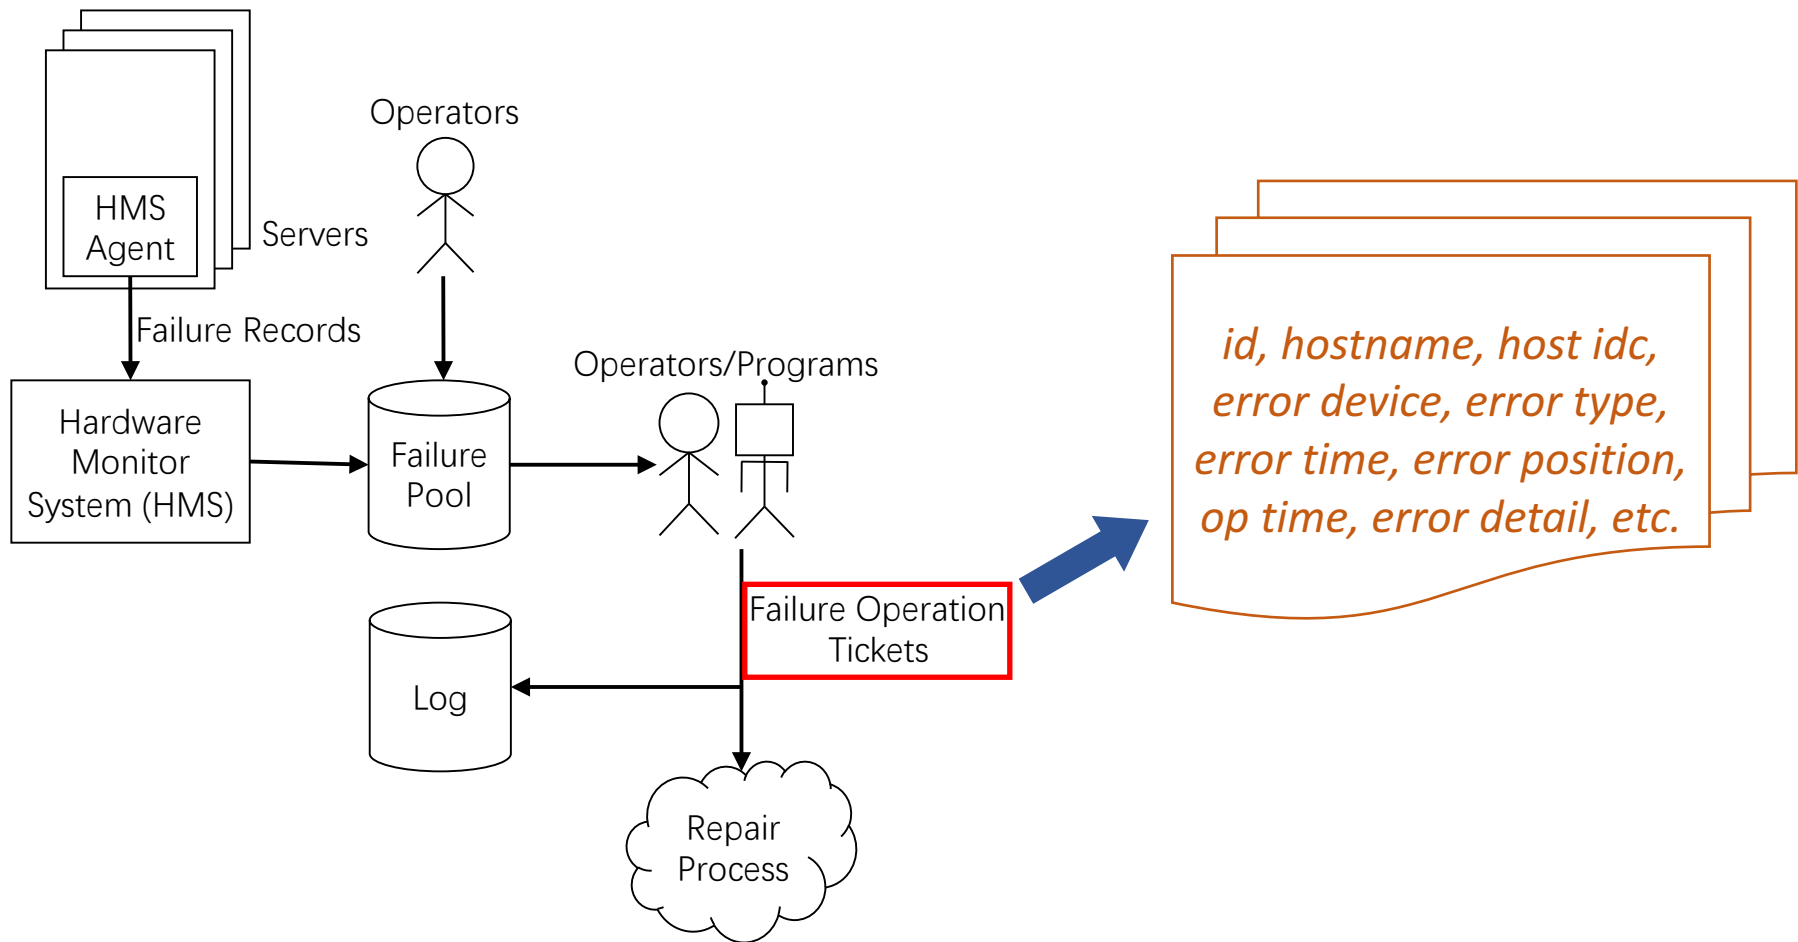 Operators
HMS
Agent
Servers
Failure Records
Operators/Programs
Hardware
Monitor
System (HMS)
Failure
Pool
Failure Operation
Tickets
Log
Repair
Process
id, hostname, host idc,
error device, error type,
error time, error position,
op time, error detail, etc.